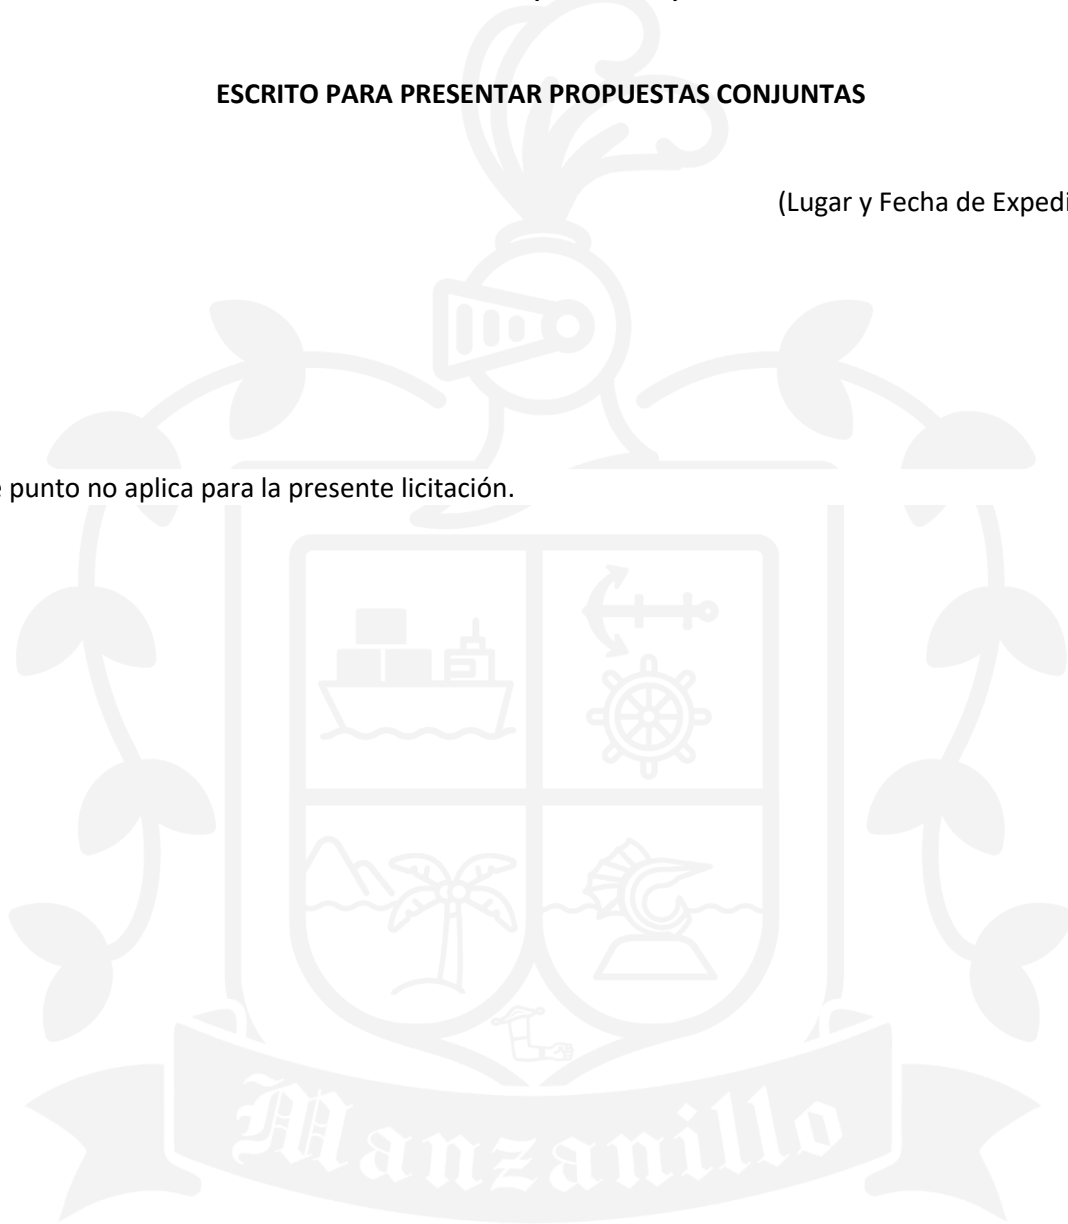 ESCRITO PARA PRESENTAR PROPUESTAS CONJUNTAS
(Lugar y Fecha de Expedi
punto no aplica para la presente licitación.
Manzanillo